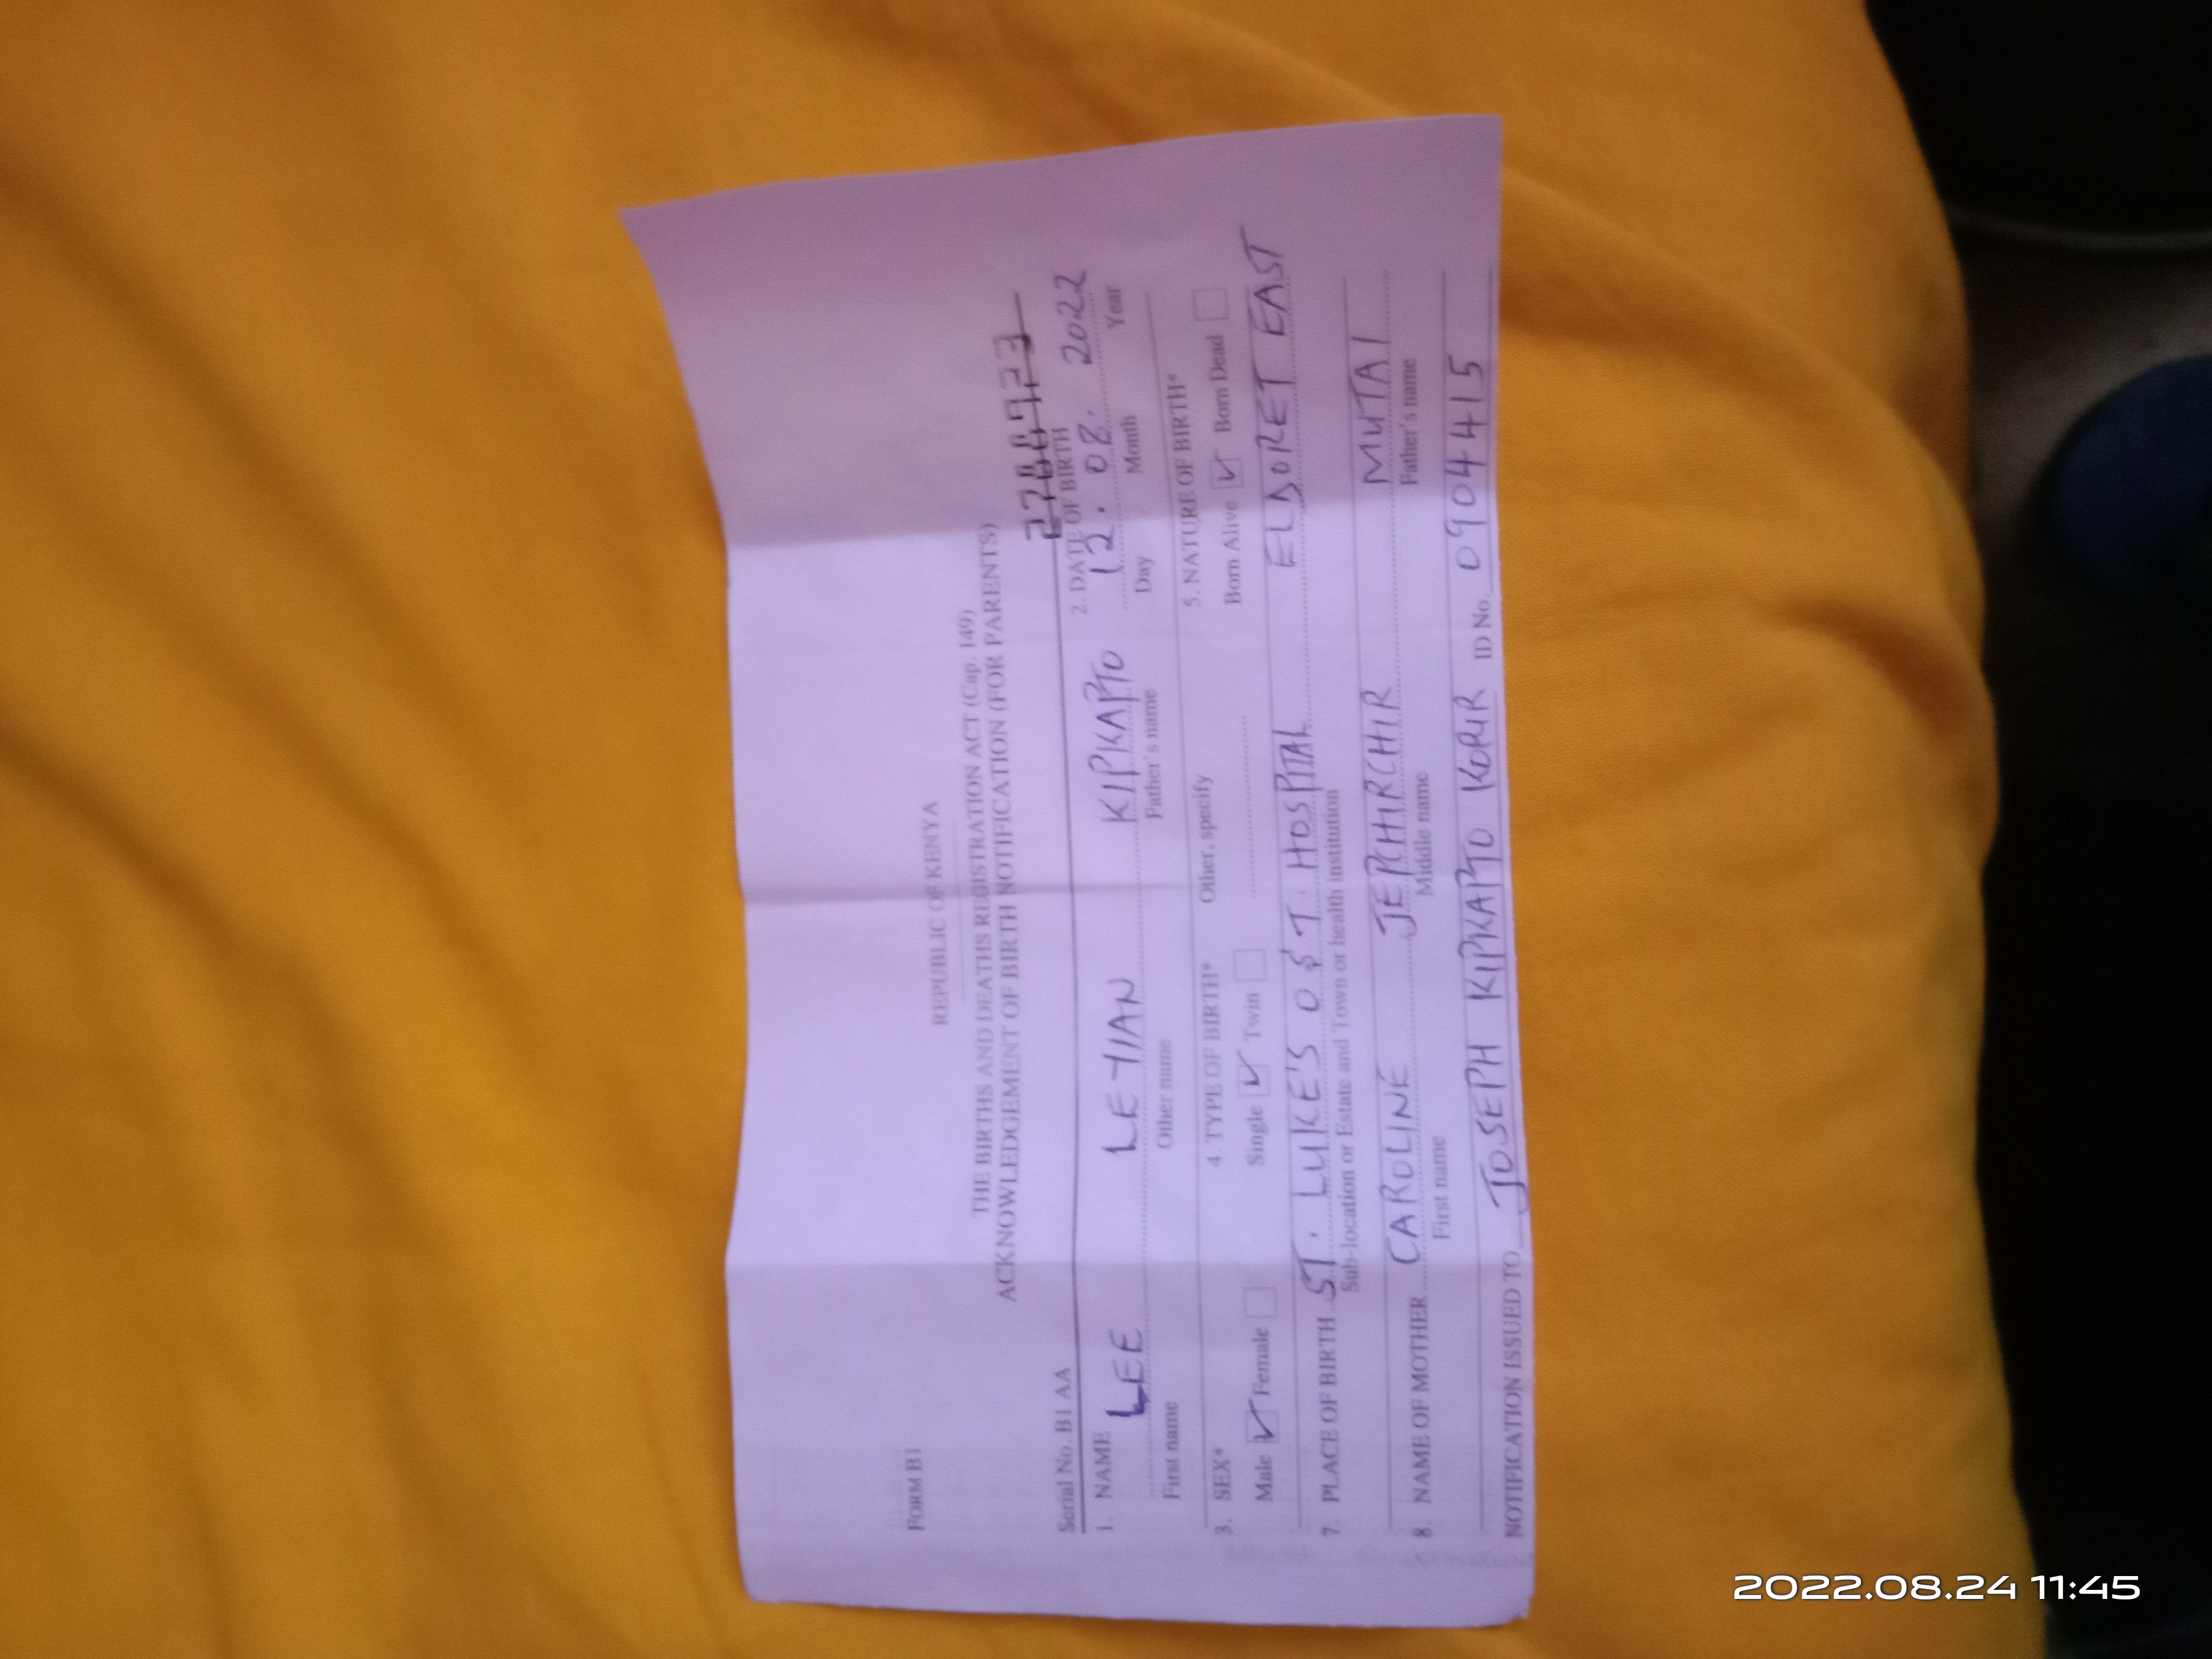 REPUBLIC OF KENYA
FORM B1
THE BIRTHS AND DEATHS REGISTRATION ACT (Cap. 149)
ACKNOWLEDGEMENT OF BIRTH NOTIFICATION (FOR PARENTS)
Serial No. B1 AA
1. NAME LEE LETIAN KIPKAPTO
First name Other name Father's name
2. DATE OF BIRTH
12. 08. 2022
Day Month Year
3. SEX*
Male ✓ Female
4. TYPE OF BIRTH*
Single ✓ Twin
Other, specify
5. NATURE OF BIRTH*
Born Alive ✓ Born Dead
7. PLACE OF BIRTH ST. LUKE'S O $ T. HOSPITAL ELDORET EAST
Sub-location or Estate and Town or health institution
8. NAME OF MOTHER CAROLINE JEPCHIRCHIR MUTAI
First name Middle name Father's name
NOTIFICATION ISSUED TO JOSEPH KIPKAPTO KORIR ID No. 0904415
2022.08.24 11:45